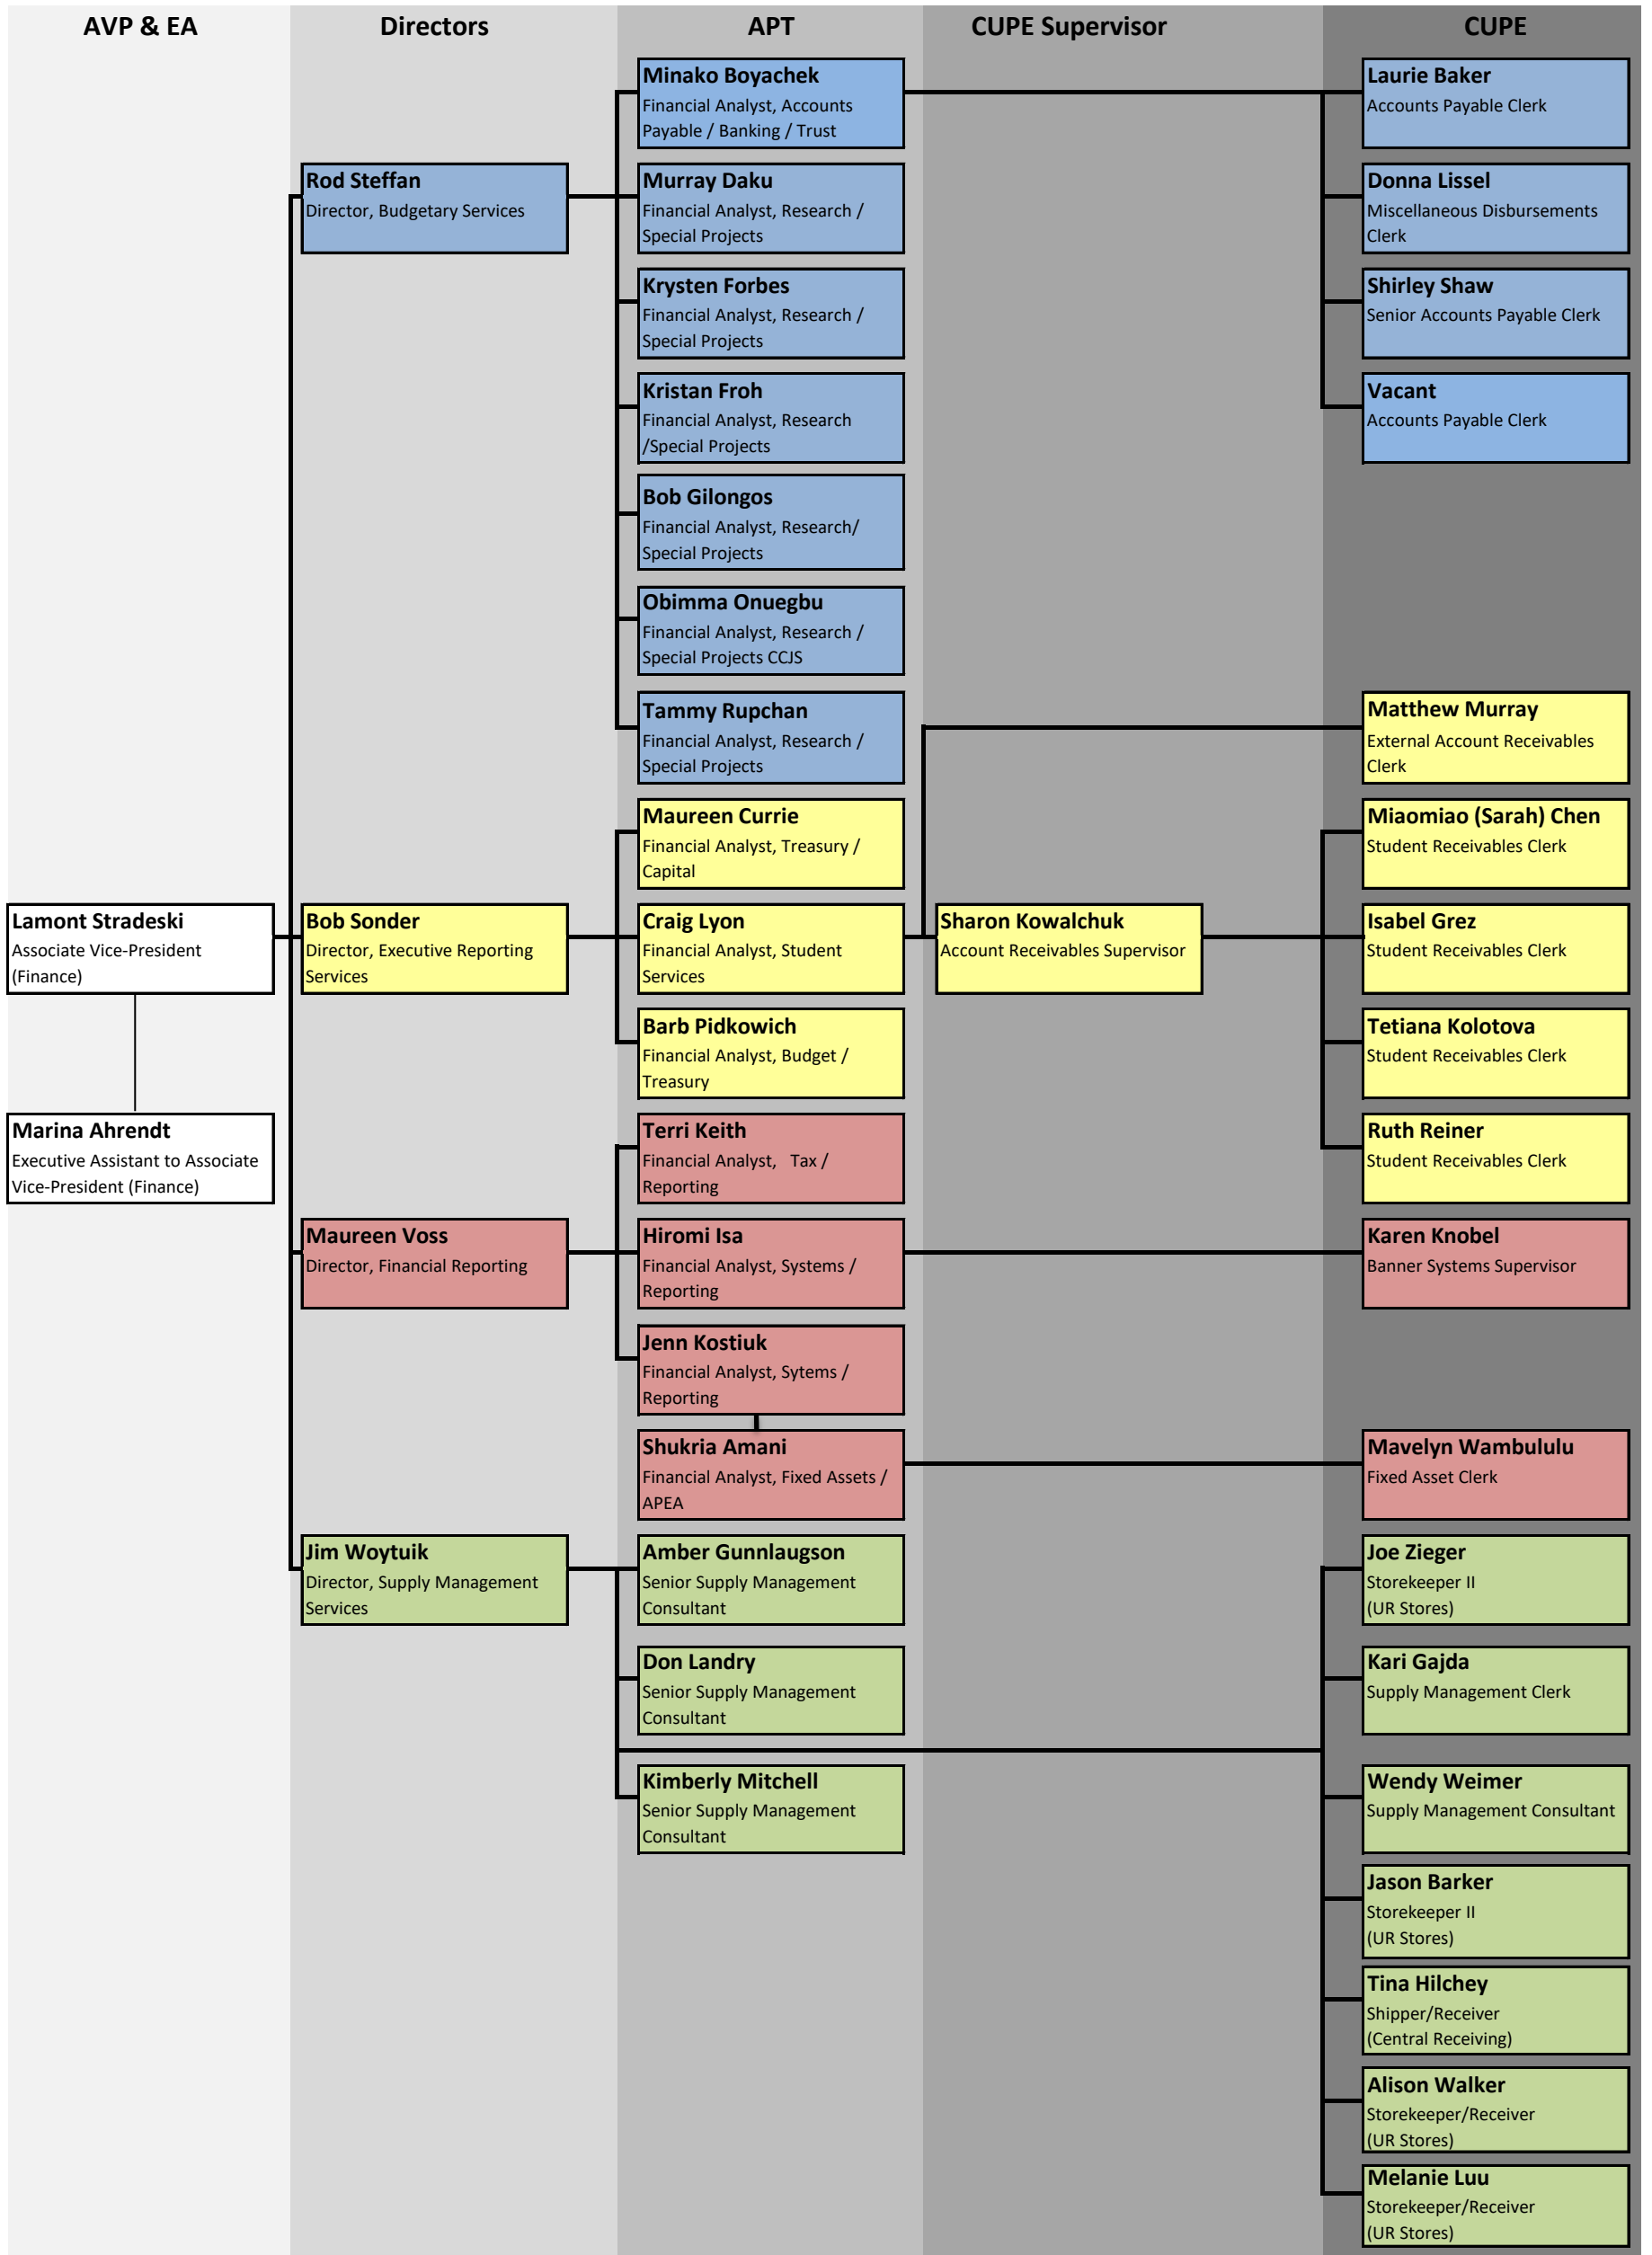 AVP & EA
Directors
APT
CUPE Supervisor
CUPE
Minako Boyachek
Financial Analyst, Accounts
Payable / Banking / Trust
Laurie Baker
Accounts Payable Clerk
Rod Steffan
Director, Budgetary Services
Murray Daku
Financial Analyst, Research /
Special Projects
Donna Lissel
Miscellaneous Disbursements
Clerk
Krysten Forbes
Financial Analyst, Research /
Special Projects
Shirley Shaw
Senior Accounts Payable Clerk
Kristan Froh
Financial Analyst, Research
/Special Projects
Vacant
Accounts Payable Clerk
Bob Gilongos
Financial Analyst, Research/
Special Projects
Obimma Onuegbu
Financial Analyst, Research /
Special Projects CCJS
Tammy Rupchan
Financial Analyst, Research /
Special Projects
Matthew Murray
External Account Receivables
Clerk
Maureen Currie
Financial Analyst, Treasury /
Capital
Miaomiao (Sarah) Chen
Student Receivables Clerk
Lamont Stradeski
Associate Vice-President
(Finance)
Bob Sonder
Director, Executive Reporting
Services
Craig Lyon
Financial Analyst, Student
Services
Sharon Kowalchuk
Account Receivables Supervisor
Isabel Grez
Student Receivables Clerk
Barb Pidkowich
Financial Analyst, Budget /
Treasury
Tetiana Kolotova
Student Receivables Clerk
Marina Ahrendt
Executive Assistant to Associate
Vice-President (Finance)
Terri Keith
Financial Analyst, Tax /
Reporting
Ruth Reiner
Student Receivables Clerk
Maureen Voss
Director, Financial Reporting
Hiromi Isa
Financial Analyst, Systems /
Reporting
Karen Knobel
Banner Systems Supervisor
Jenn Kostiuk
Financial Analyst, Sytems /
Reporting
Shukria Amani
Financial Analyst, Fixed Assets /
APEA
Mavelyn Wambululu
Fixed Asset Clerk
Jim Woytuik
Director, Supply Management
Services
Amber Gunnlaugson
Senior Supply Management
Consultant
Joe Zieger
Storekeeper II
(UR Stores)
Don Landry
Senior Supply Management
Consultant
Kari Gajda
Supply Management Clerk
Kimberly Mitchell
Senior Supply Management
Consultant
Wendy Weimer
Supply Management Consultant
Jason Barker
Storekeeper II
(UR Stores)
Tina Hilchey
Shipper/Receiver
(Central Receiving)
Alison Walker
Storekeeper/Receiver
(UR Stores)
Melanie Luu
Storekeeper/Receiver
(UR Stores)